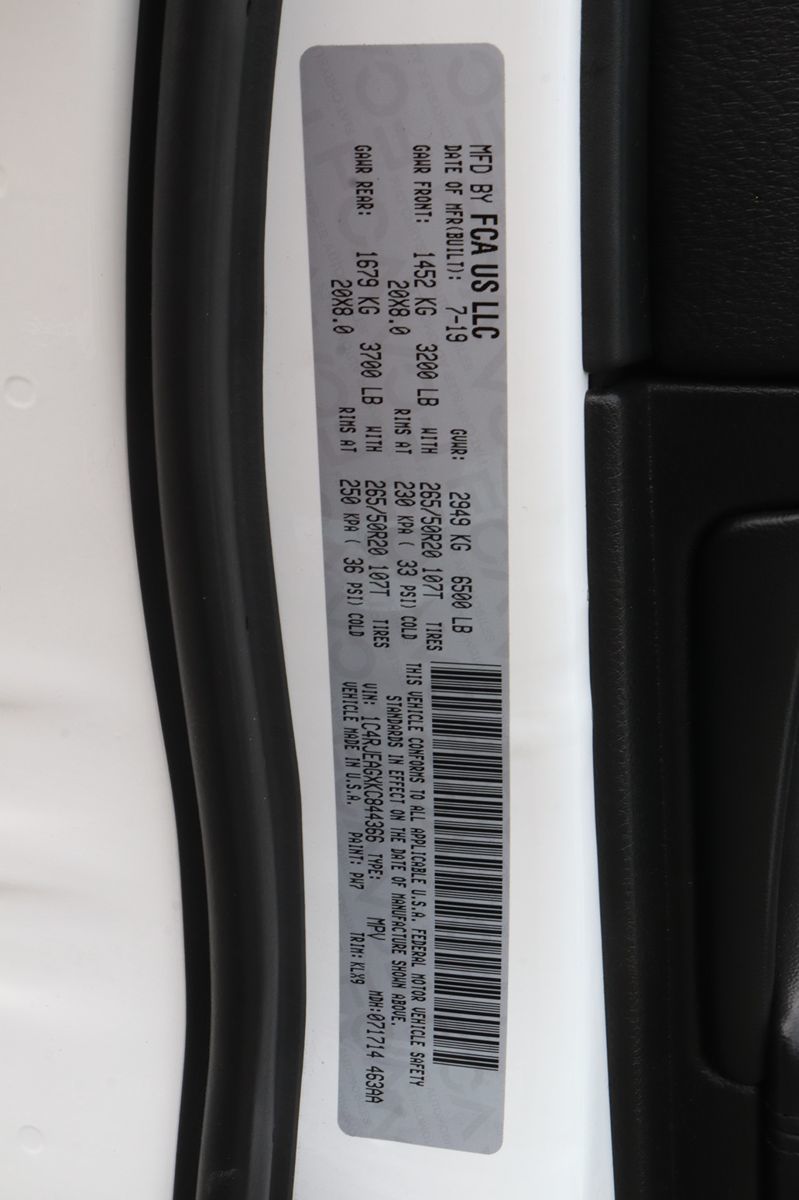 MFD BY FCA US LLC
DATE OF MFR(BUILT): 7-19 GVWR: 2949 KG 6500 LB
GAWR FRONT: 1452 KG 3200 LB WITH 265/50R20 107T TIRES
20X8.0 RIMS AT 230 KPA ( 33 PSI) COLD
GAWR REAR: 1679 KG 3700 LB WITH 265/50R20 107T TIRES
20X8.0 RIMS AT 250 KPA ( 36 PSI) COLD
THIS VEHICLE CONFORMS TO ALL APPLICABLE U.S.A. FEDERAL MOTOR VEHICLE SAFETY
STANDARDS IN EFFECT ON THE DATE OF MANUFACTURE SHOWN ABOVE.
VIN: 1C4RJEAGXKC844366 TYPE: MPV MDH:071714 463AA
VEHICLE MADE IN U.S.A. PAINT: PW7 TRIM:KLX9